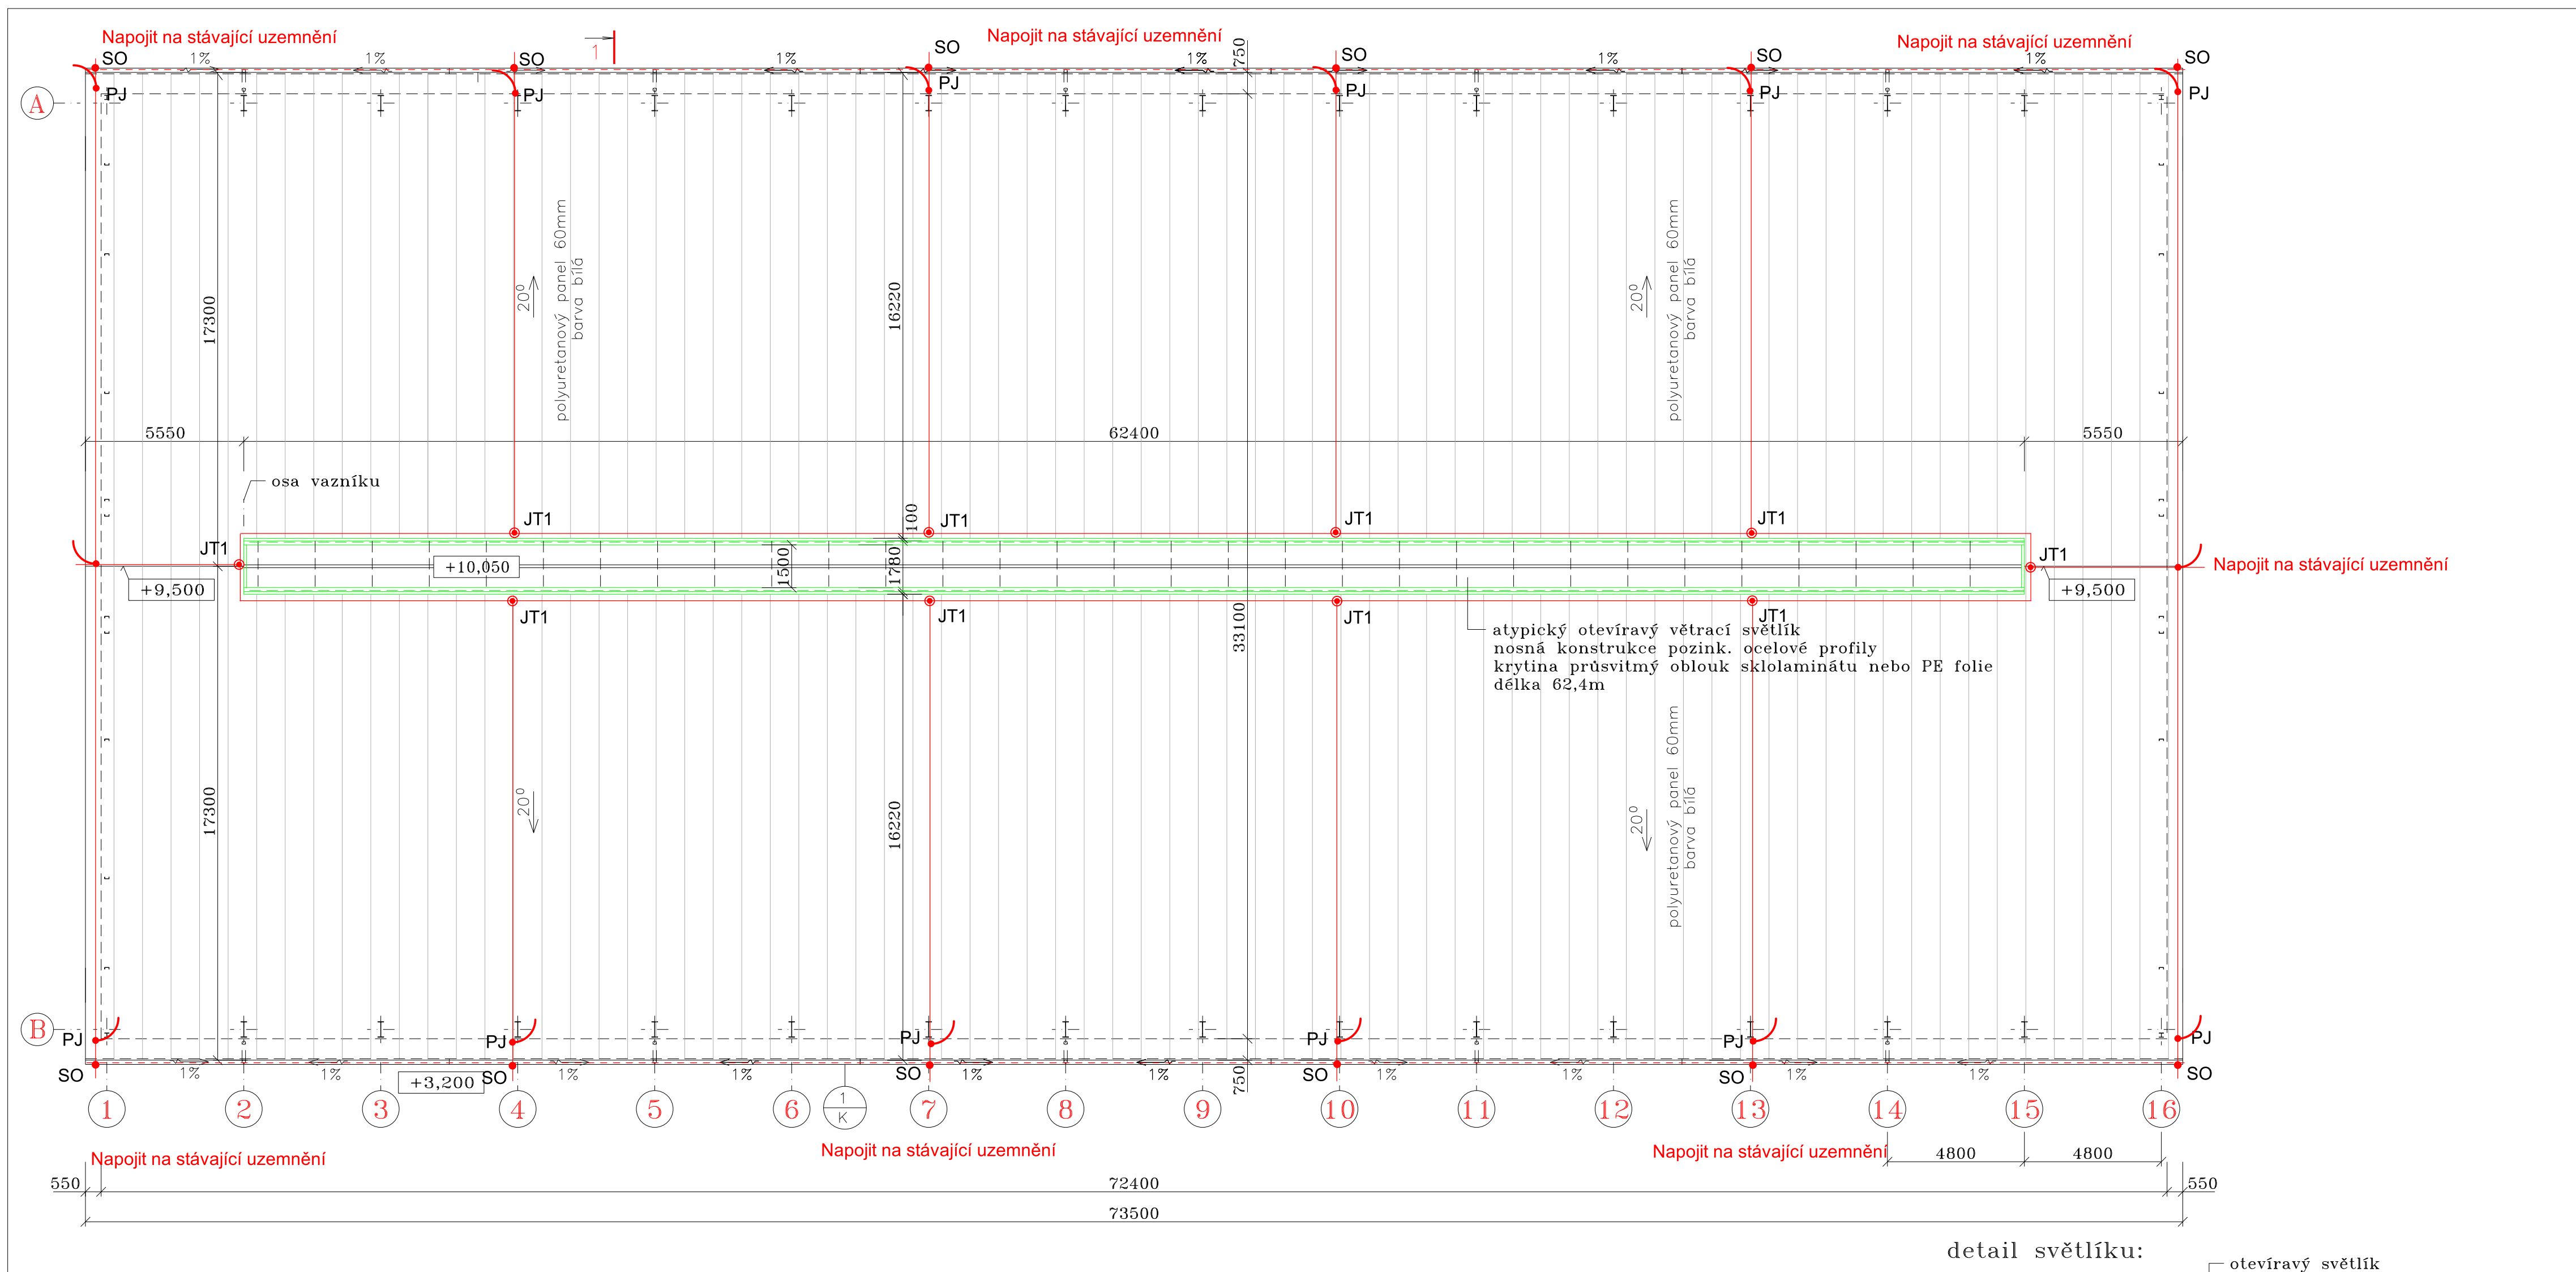 Napojit na stávající uzemnění
Napojit na stávající uzemnění
Napojit na stávající uzemnění
1
SO
1%
1%
SO
1%
SO
1%
750
SO
1%
SO
1%
SO
A
PJ
PJ
PJ
PJ
PJ
PJ
17300
20°
polyuretanový panel 60mm
barva bílá
16220
20°
polyuretanový panel 60mm
barva bílá
5550
62400
5550
osa vazníku
JT1
100
JT1
JT1
JT1
JT1
+10,050
1500
1780
JT1
Napojit na stávající uzemnění
+9,500
+9,500
JT1
JT1
JT1
JT1
33100
atypický otevíravý větrací světlík
nosná konstrukce pozink. ocelové profily
krytina průsvitmý oblouk sklolaminátu nebo PE folie
délka 62,4m
17300
20°
16220
20°
polyuretanový panel 60mm
barva bílá
B
PJ
PJ
PJ
PJ
PJ
PJ
SO
1%
1%
+3,200
SO
1%
1%
SO
1%
1%
750
SO
1%
1%
SO
1%
1%
SO
1
2
3
4
5
6
1
K
7
8
9
10
11
12
13
14
15
16
Napojit na stávající uzemnění
Napojit na stávající uzemnění
Napojit na stávající uzemnění
4800
4800
550
72400
550
73500
detail světlíku:
otevíravý světlík